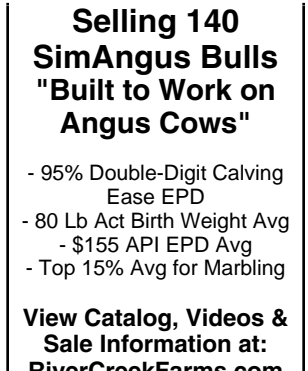 Selling 140
SimAngus Bulls
"Built to Work on
Angus Cows"
- 95% Double-Digit Calving
Ease EPD
- 80 Lb Act Birth Weight Avg
- $155 API EPD Avg
- Top 15% Avg for Marbling
View Catalog, Videos &
Sale Information at:
RiverCreekFarms.com